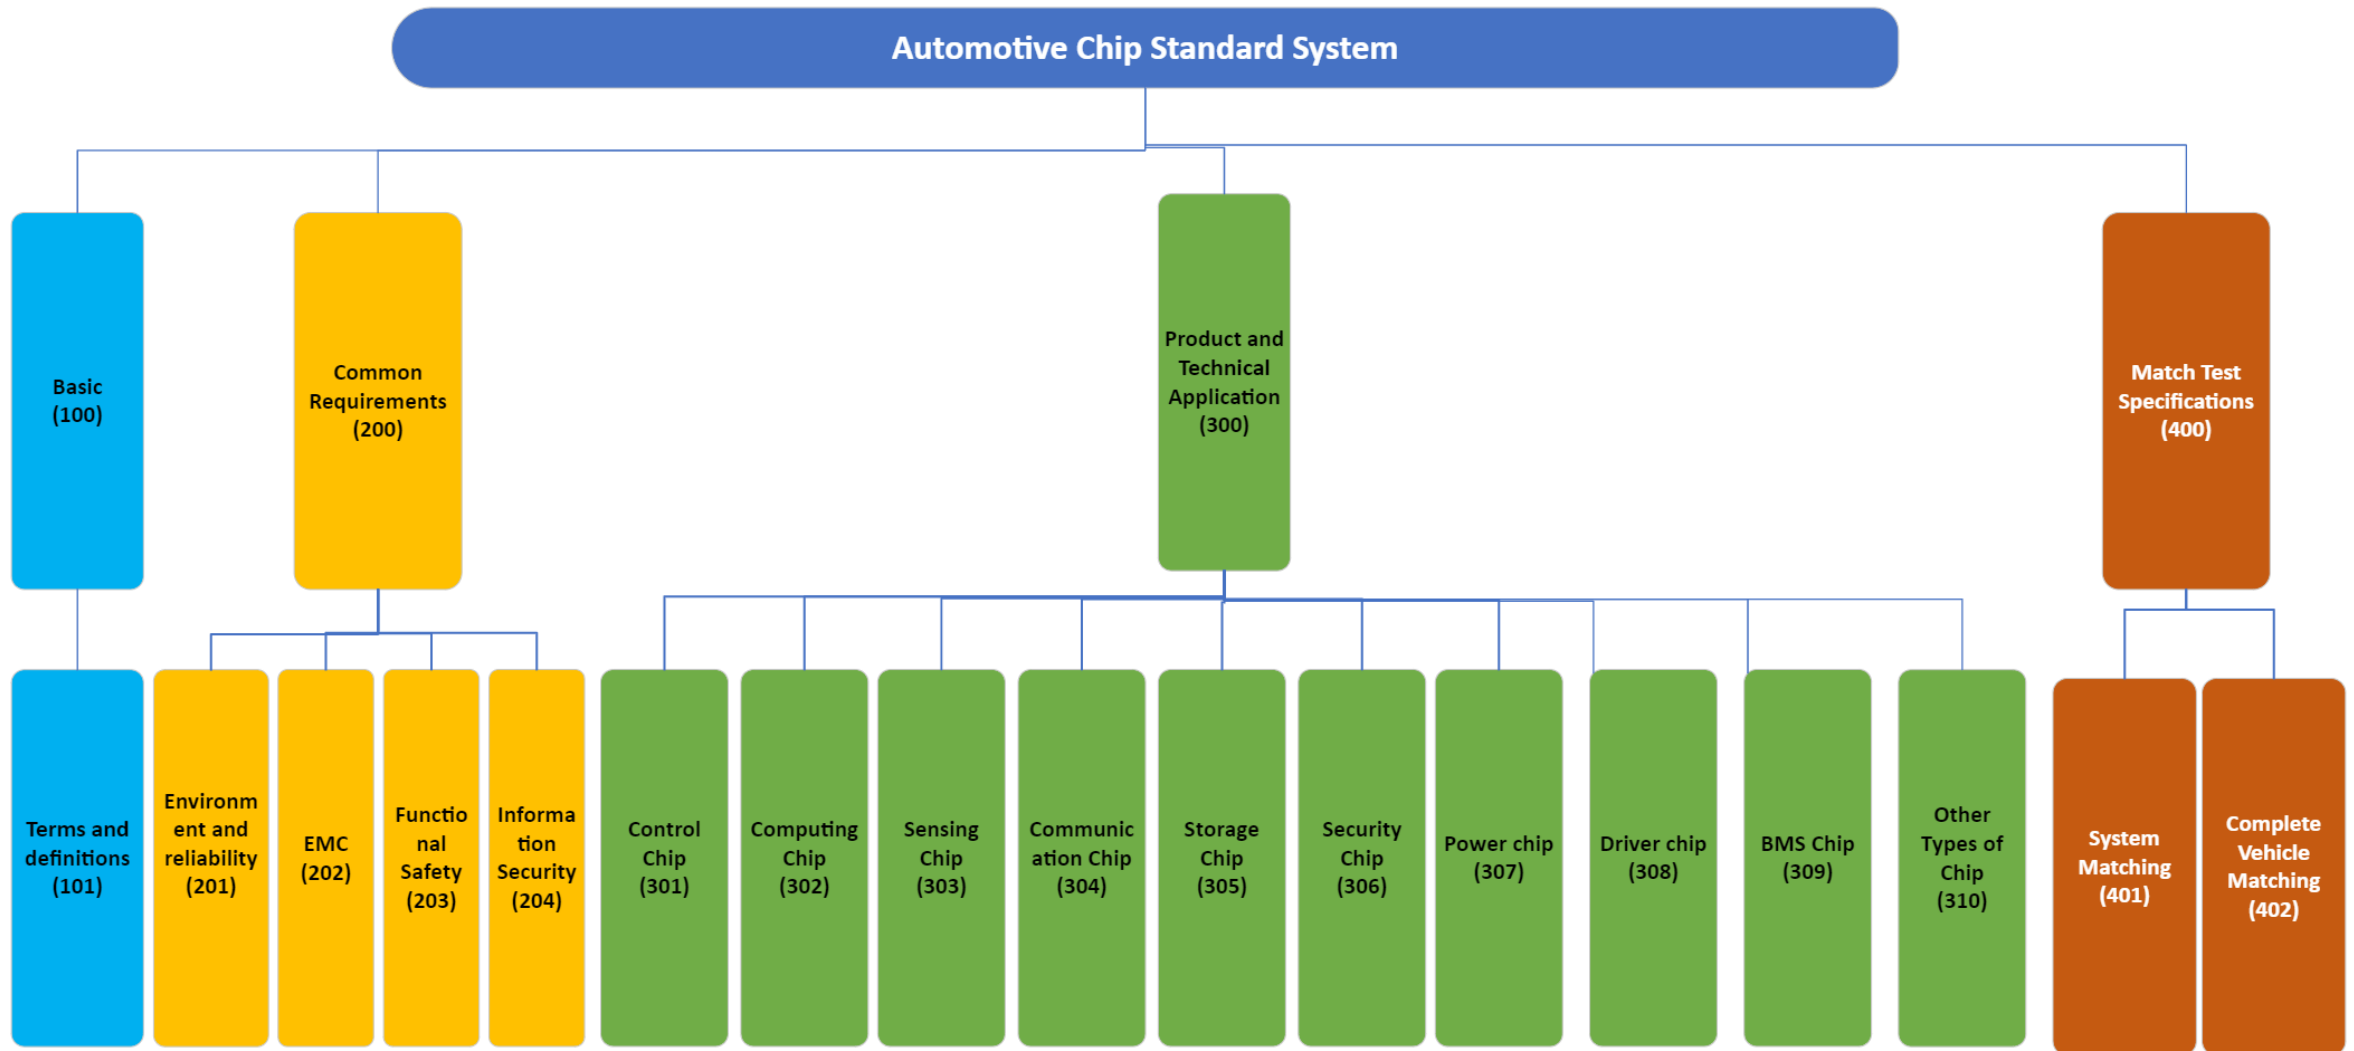 Automotive Chip Standard System
Basic
(100)
Common
Requirements
(200)
Product and
Technical
Application
(300)
Match Test
Specifications
(400)
Terms and
definitions
(101)
Environm
ent and
reliability
(201)
EMC
(202)
Functio
nal
Safety
(203)
Informa
tion
Security
(204)
Control
Chip
(301)
Computing
Chip
(302)
Sensing
Chip
(303)
Communic
ation Chip
(304)
Storage
Chip
(305)
Security
Chip
(306)
Power chip
(307)
Driver chip
(308)
BMS Chip
(309)
Other
Types of
Chip
(310)
System
Matching
(401)
Complete
Vehicle
Matching
(402)